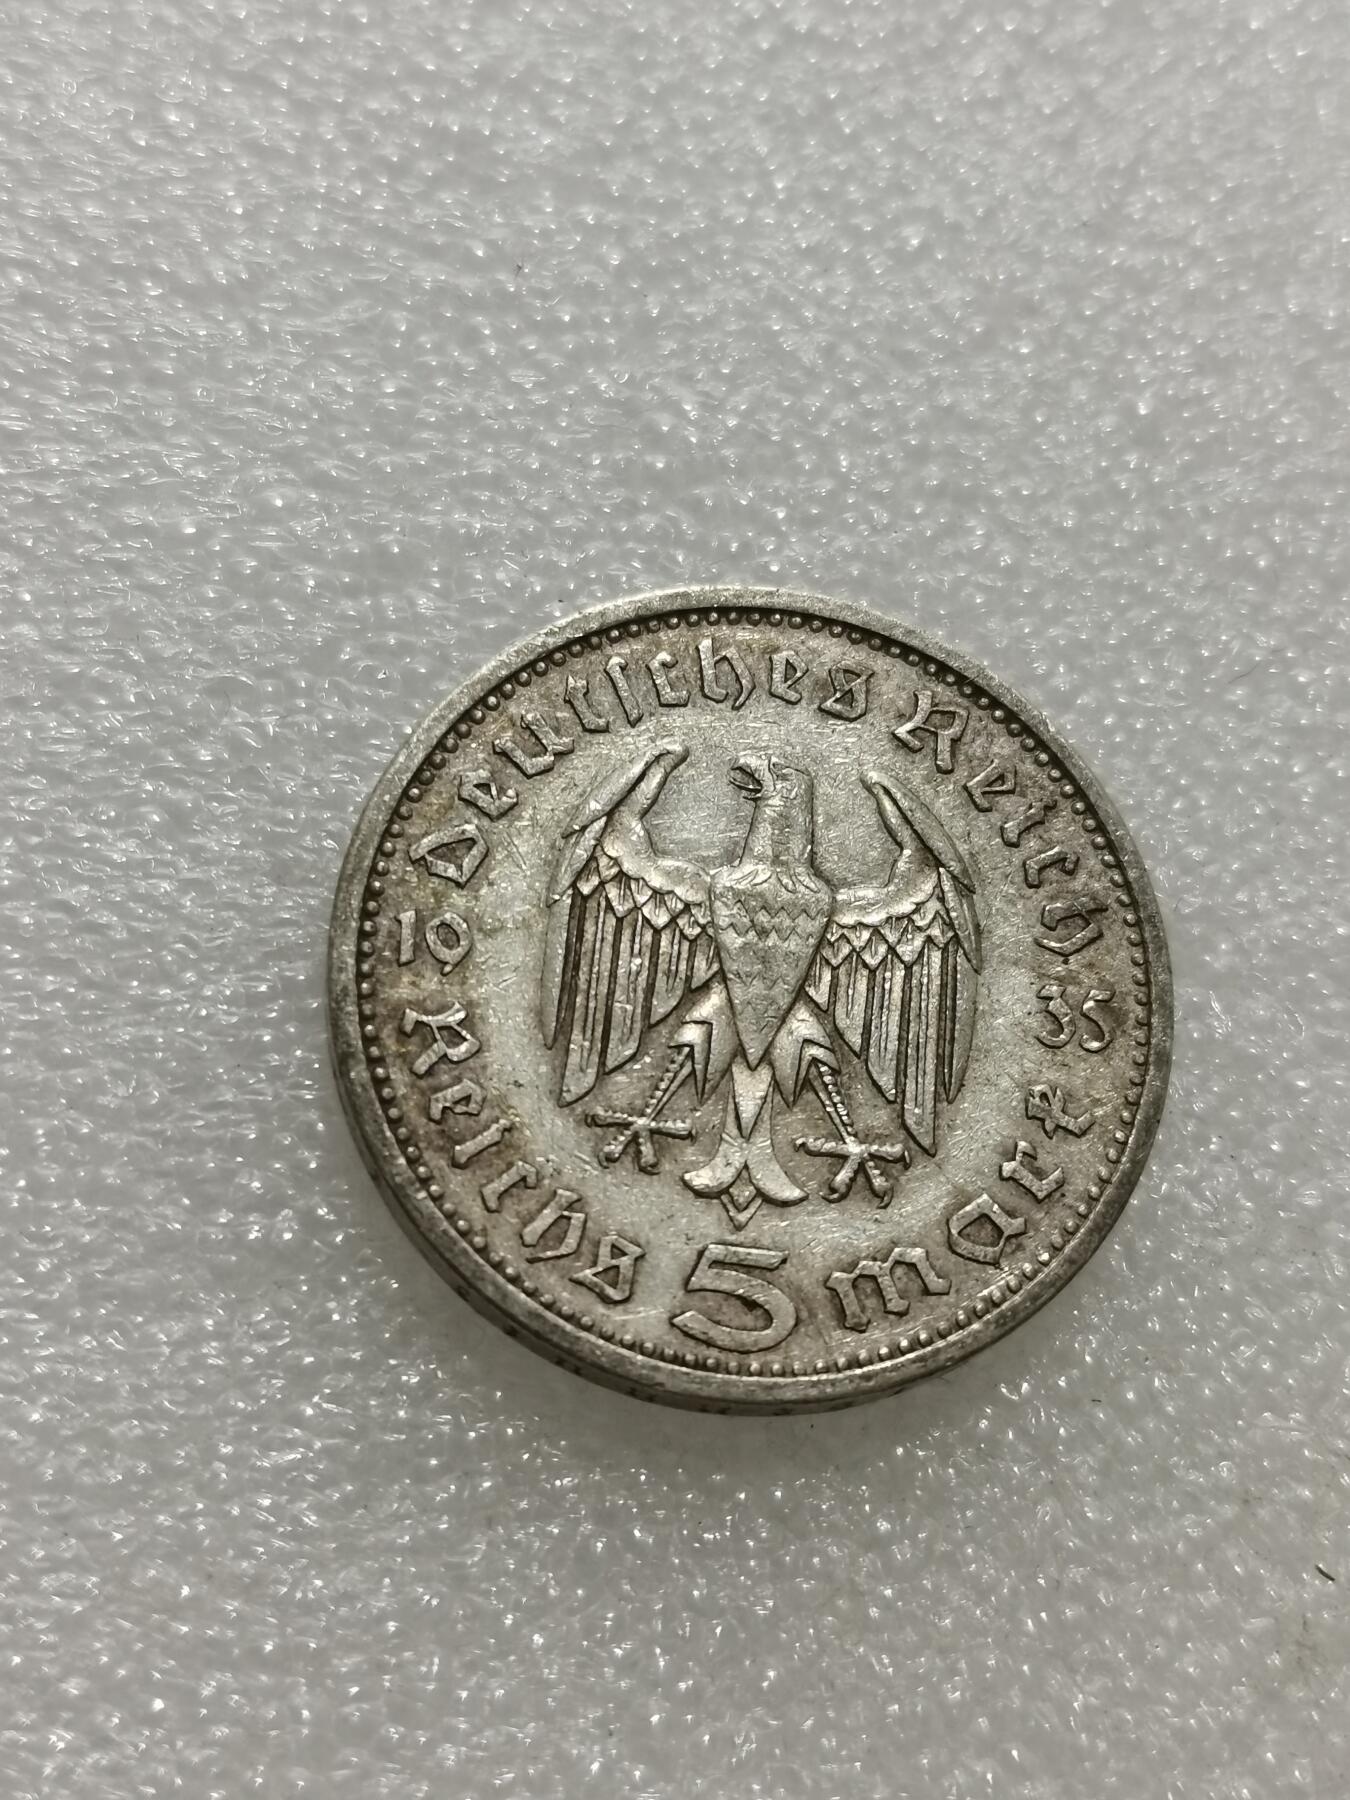 Deutsches Reich
19 35
Reichs 5 mark